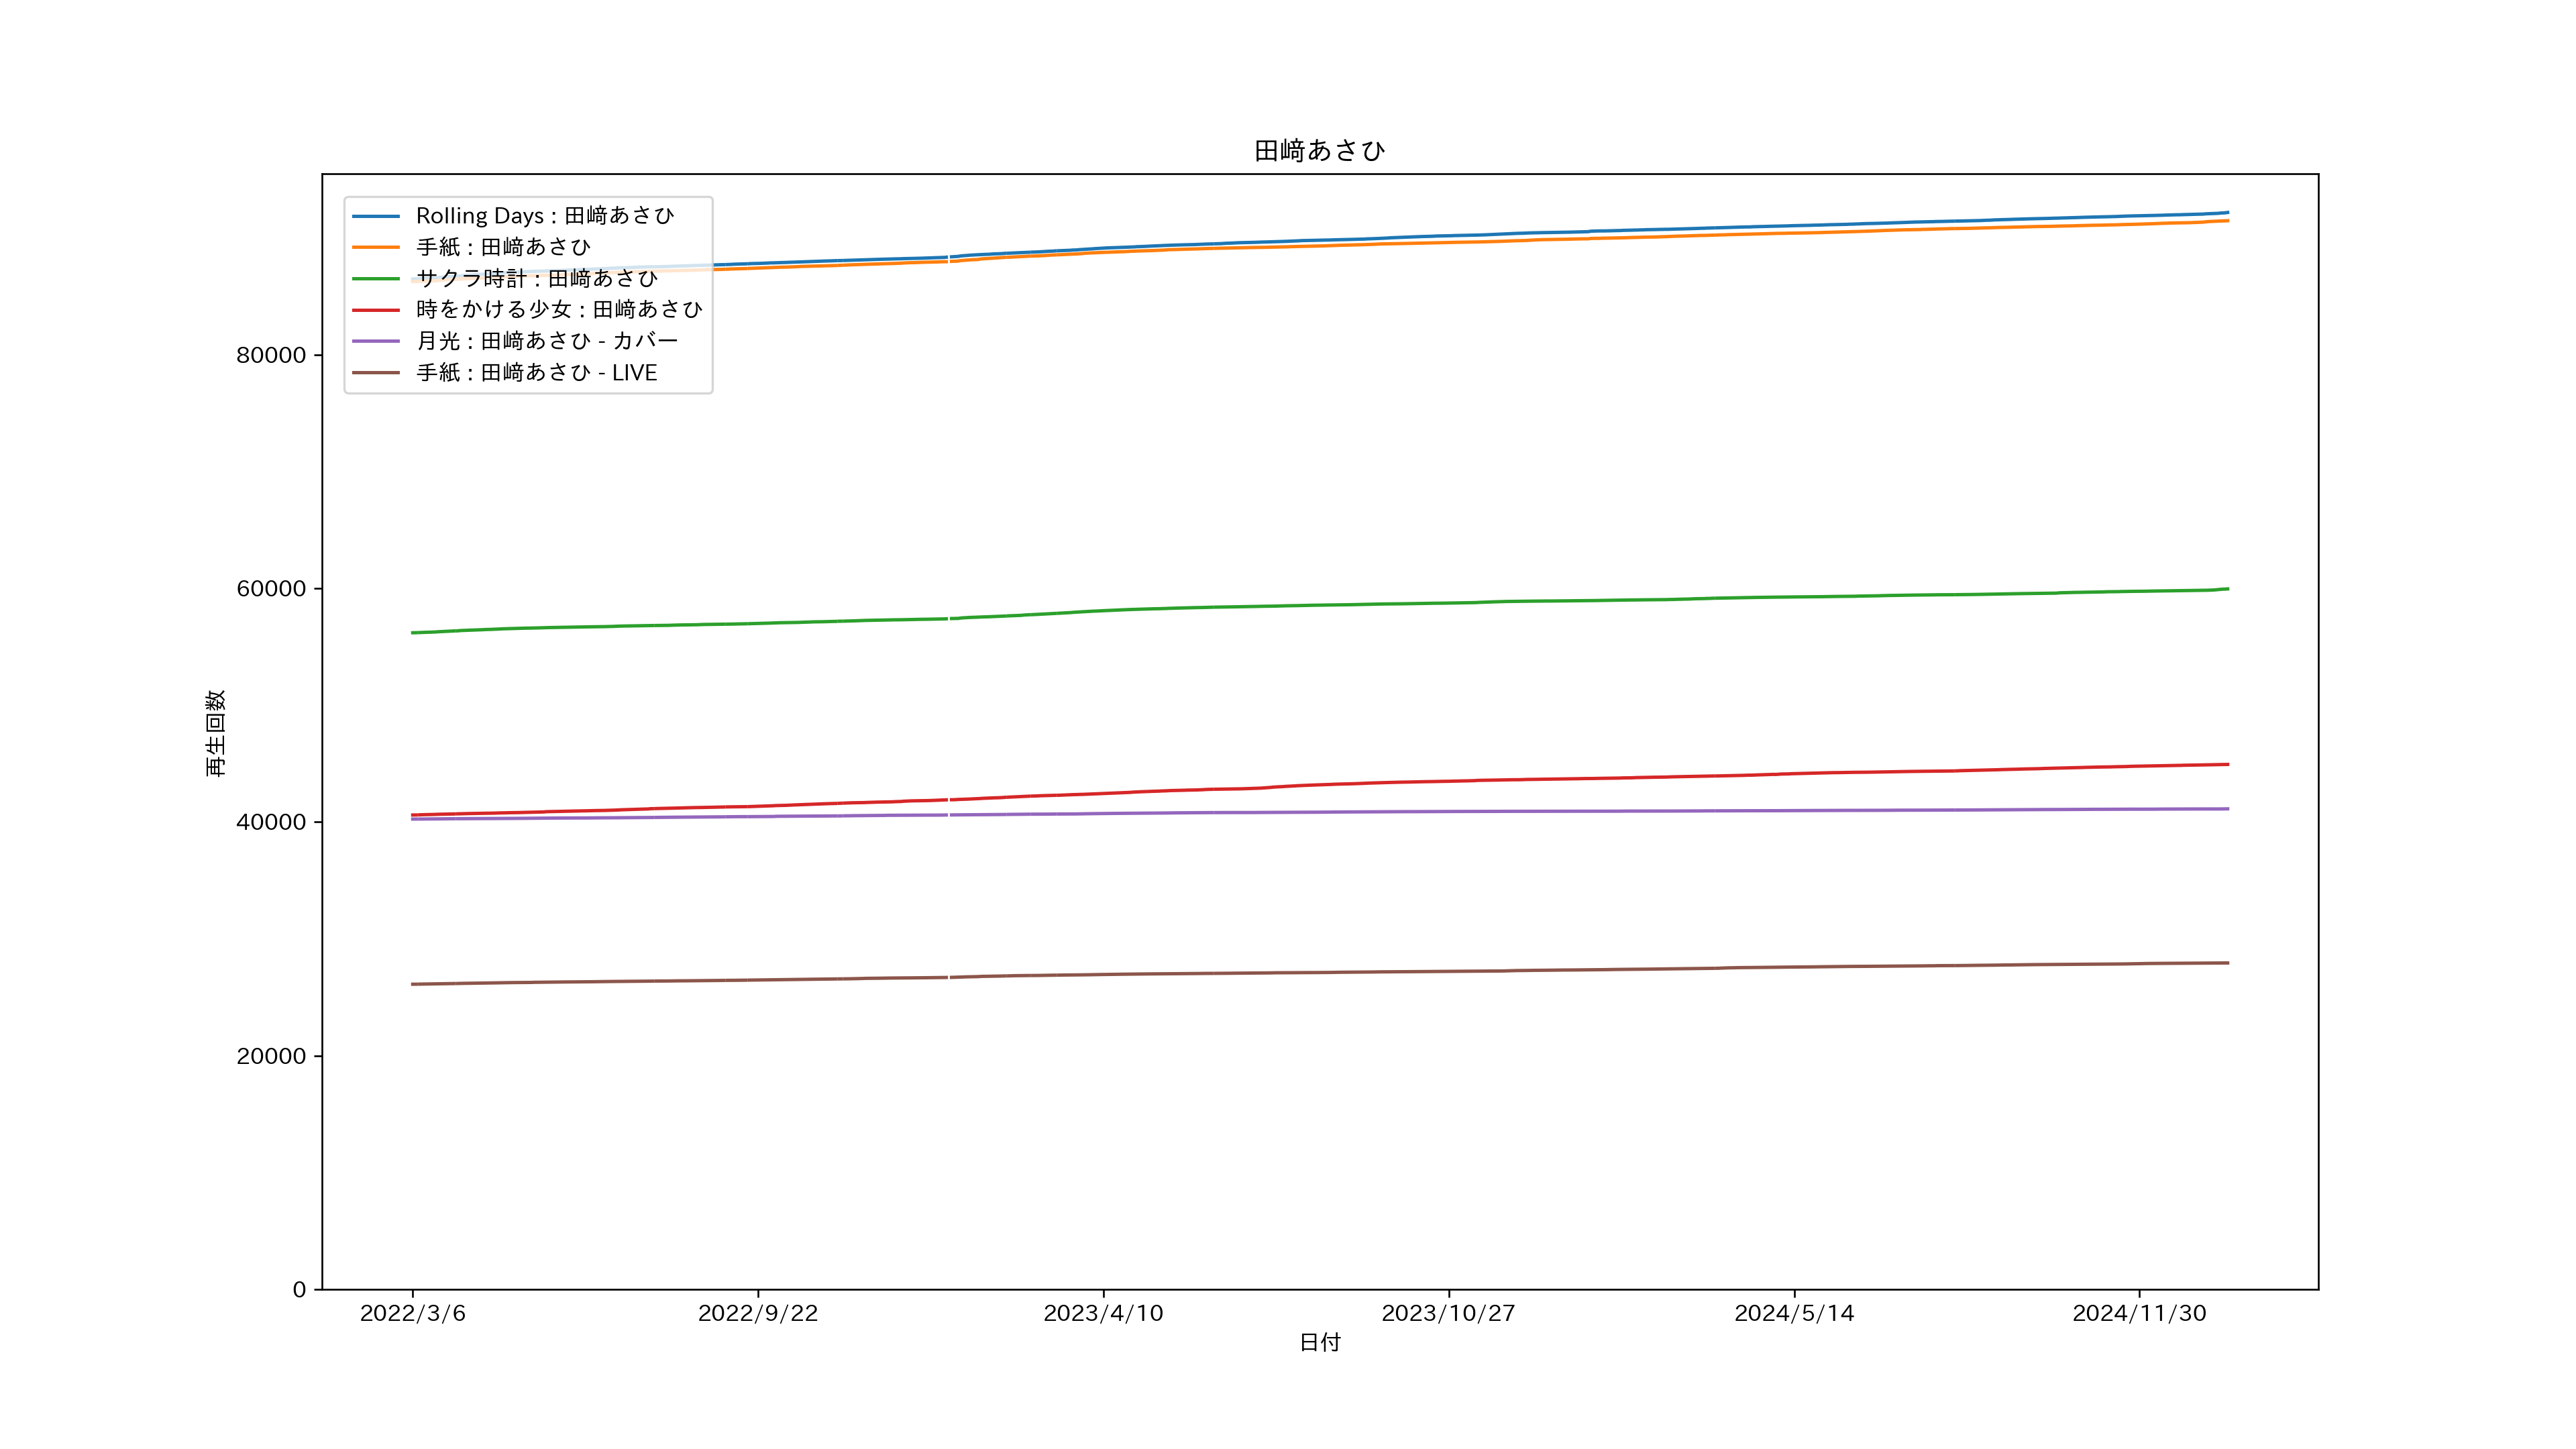 田﨑あさひ
Rolling Days : 田﨑あさひ
手紙 : 田﨑あさひ
サクラ時計 : 田﨑あさひ
時をかける少女 : 田﨑あさひ
月光 : 田﨑あさひ - カバー
手紙 : 田﨑あさひ - LIVE
80000
60000
40000
20000
0
再生回数
2022/3/6
2022/9/22
2023/4/10
2023/10/27
2024/5/14
2024/11/30
日付